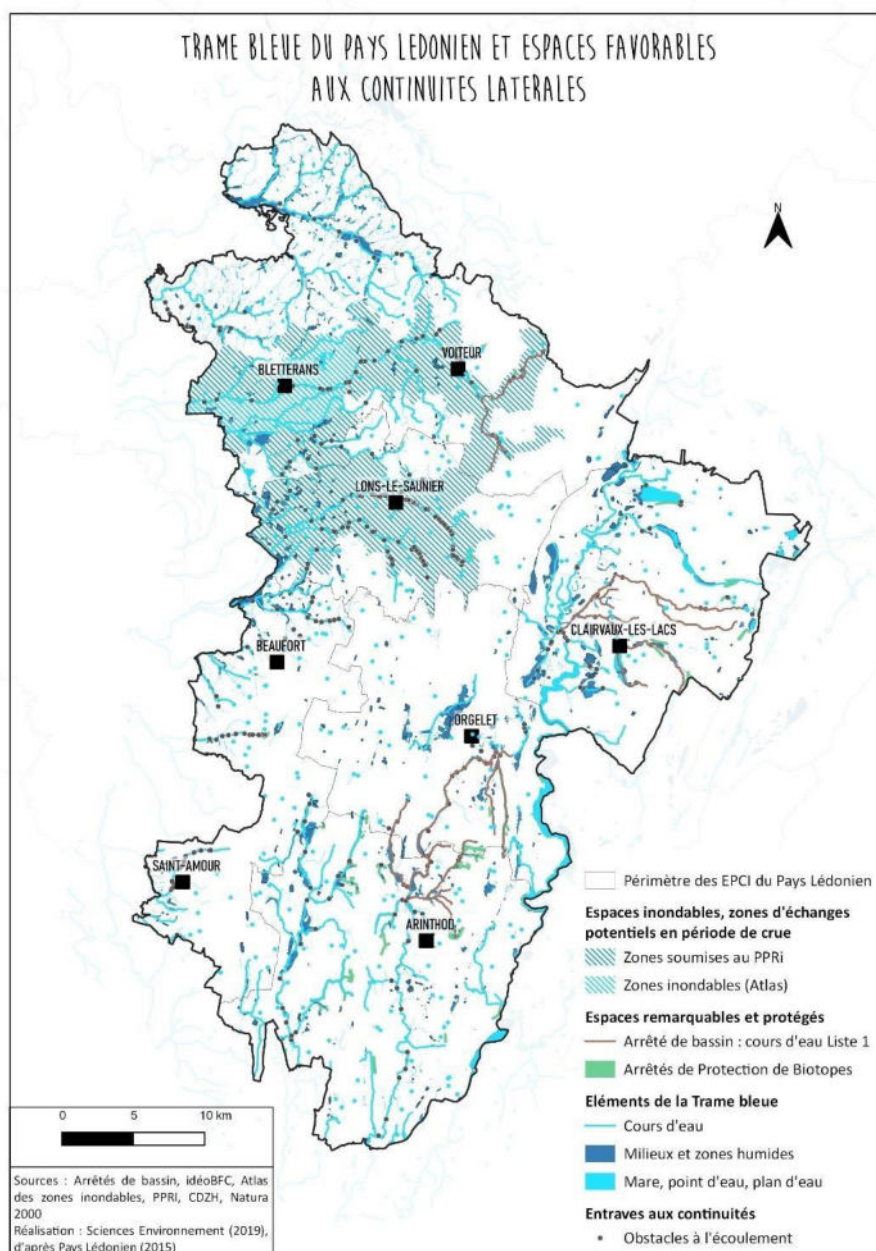 TRAME BLEUE DU PAYS LEDONIEN ET ESPACES FAVORABLES
AUX CONTINUITES LATERALES
N
VOITEUR
BLETTERANS
LONS-LE-SAUNIER
CLAIRVAUX-LES-LACS
BEAUFORT
ORGELET
SAINT-AMOUR
ARINTHOD
Périmètre des EPCI du Pays Lédonien
Espaces inondables, zones d'échanges
potentiels en période de crue
Zones soumises au PPRi
Zones inondables (Atlas)
Espaces remarquables et protégés
Arrêté de bassin : cours d'eau Liste 1
Arrêtés de Protection de Biotopes
Eléments de la Trame bleue
Cours d'eau
Milieux et zones humides
Mare, point d'eau, plan d'eau
Entraves aux continuités
Obstacles à l'écoulement
0 5 10 km
Sources : Arrêtés de bassin, idéoBFC, Atlas
des zones inondables, PPRI, CDZH, Natura
2000
Réalisation : Sciences Environnement (2019),
d'après Pays Lédonien (2015)